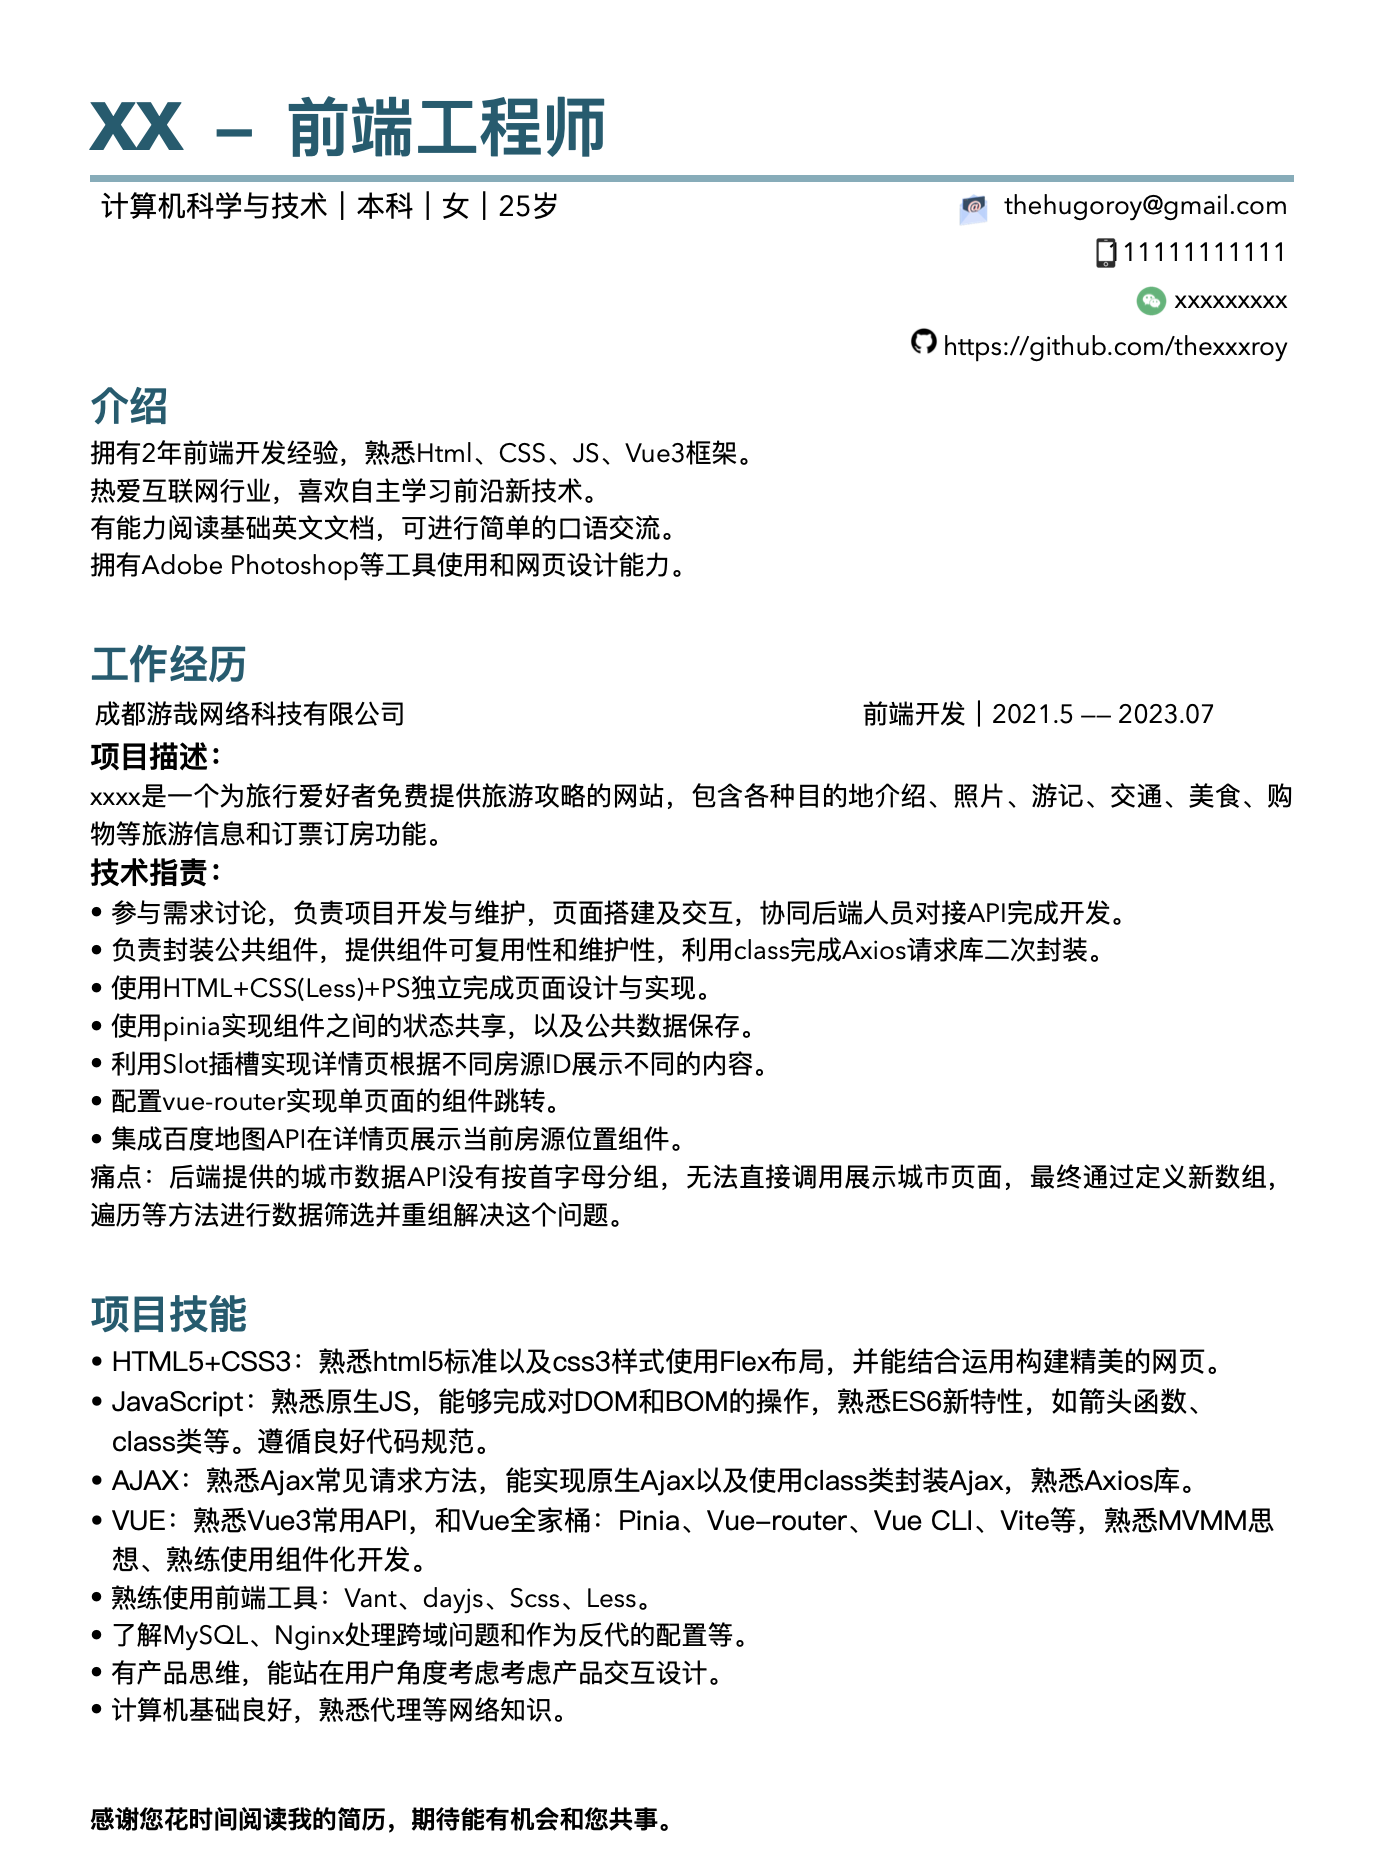 XX – 前端工程师
计算机科学与技术｜本科｜女｜25岁
thehugoroy@gmail.com
11111111111
xxxxxxxxx
https://github.com/thexxxroy
介绍
拥有2年前端开发经验，熟悉Html、CSS、JS、Vue3框架。
热爱互联网行业，喜欢自主学习前沿新技术。
有能力阅读基础英文文档，可进行简单的口语交流。
拥有Adobe Photoshop等工具使用和网页设计能力。
工作经历
成都游哉网络科技有限公司 前端开发｜2021.5 –– 2023.07
项目描述：
xxxx是一个为旅行爱好者免费提供旅游攻略的网站，包含各种目的地介绍、照片、游记、交通、美食、购
物等旅游信息和订票订房功能。
技术指责：
• 参与需求讨论，负责项目开发与维护，页面搭建及交互，协同后端人员对接API完成开发。
• 负责封装公共组件，提供组件可复用性和维护性，利用class完成Axios请求库二次封装。
• 使用HTML+CSS(Less)+PS独立完成页面设计与实现。
• 使用pinia实现组件之间的状态共享，以及公共数据保存。
• 利用Slot插槽实现详情页根据不同房源ID展示不同的内容。
• 配置vue-router实现单页面的组件跳转。
• 集成百度地图API在详情页展示当前房源位置组件。
痛点：后端提供的城市数据API没有按首字母分组，无法直接调用展示城市页面，最终通过定义新数组，
遍历等方法进行数据筛选并重组解决这个问题。
项目技能
• HTML5+CSS3：熟悉html5标准以及css3样式使用Flex布局，并能结合运用构建精美的网页。
• JavaScript：熟悉原生JS，能够完成对DOM和BOM的操作，熟悉ES6新特性，如箭头函数、
class类等。遵循良好代码规范。
• AJAX：熟悉Ajax常见请求方法，能实现原生Ajax以及使用class类封装Ajax，熟悉Axios库。
• VUE：熟悉Vue3常用API，和Vue全家桶：Pinia、Vue–router、Vue CLI、Vite等，熟悉MVMM思
想、熟练使用组件化开发。
• 熟练使用前端工具：Vant、dayjs、Scss、Less。
• 了解MySQL、Nginx处理跨域问题和作为反代的配置等。
• 有产品思维，能站在用户角度考虑考虑产品交互设计。
• 计算机基础良好，熟悉代理等网络知识。
感谢您花时间阅读我的简历，期待能有机会和您共事。